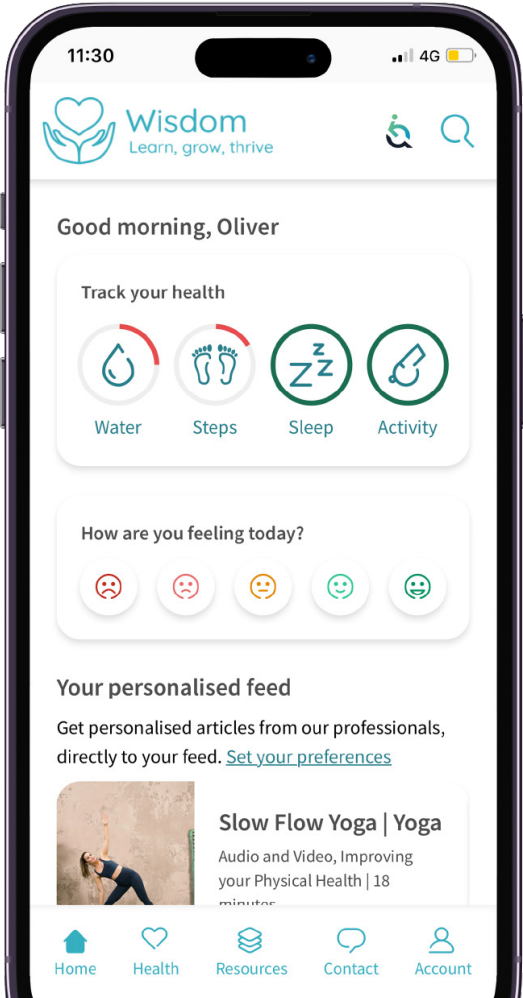 11:30
4G
Wisdom
Learn, grow, thrive
Good morning, Oliver
Track your health
Water Steps Sleep Activity
How are you feeling today?
Your personalised feed
Get personalised articles from our professionals,
directly to your feed. Set your preferences
Slow Flow Yoga | Yoga
Audio and Video, Improving
your Physical Health | 18
minutes
Home Health Resources Contact Account